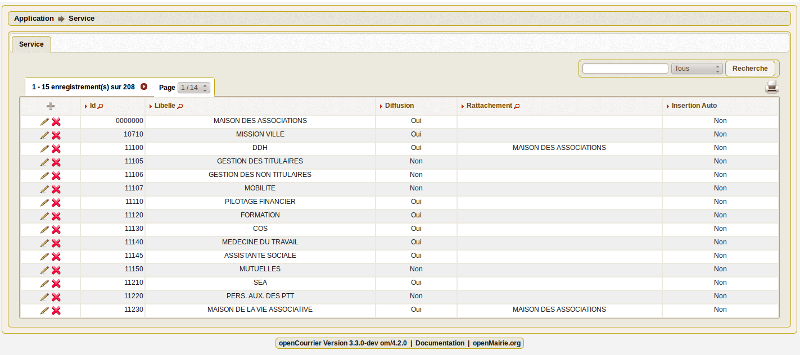 Application Service
Service
Tous Recherche
1 - 15 enregistrement(s) sur 208 Page 1 / 14
Id Libelle Diffusion Rattachement Insertion Auto
0000000 MAISON DES ASSOCIATIONS Oui Non
10710 MISSION VILLE Oui Non
11100 DDH Oui MAISON DES ASSOCIATIONS Non
11105 GESTION DES TITULAIRES Non Non
11106 GESTION DES NON TITULAIRES Non Non
11107 MOBILITE Non Non
11110 PILOTAGE FINANCIER Oui Non
11120 FORMATION Oui Non
11130 COS Oui Non
11140 MEDECINE DU TRAVAIL Oui Non
11145 ASSISTANTE SOCIALE Oui Non
11150 MUTUELLES Non Non
11210 SEA Oui Non
11220 PERS. AUX. DES PTT Non Non
11230 MAISON DE LA VIE ASSOCIATIVE Oui MAISON DES ASSOCIATIONS Non
openCourrier Version 3.3.0-dev om/4.2.0 | Documentation | openMairie.org